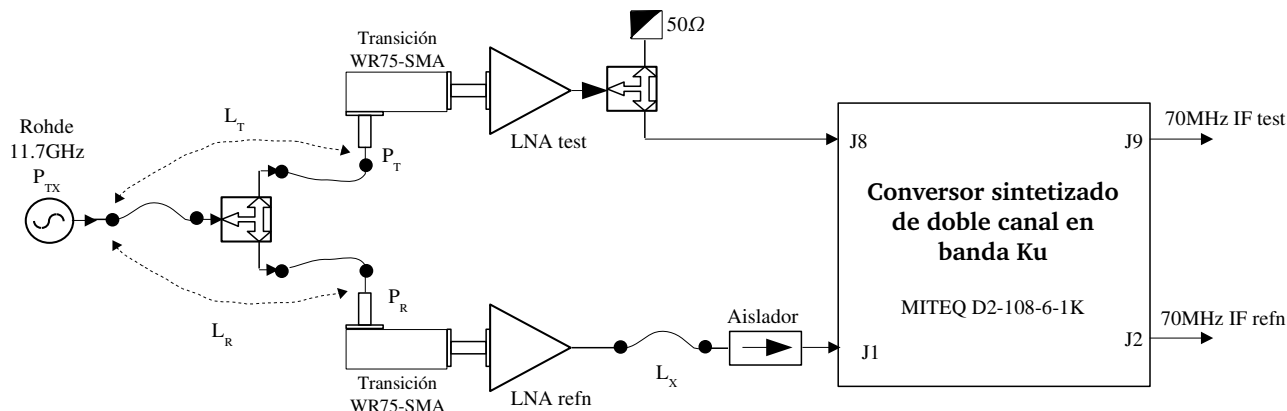 50Ω
Transición
WR75-SMA
LNA test
L_T
P_T
Rohde
11.7GHz
P_TX
J8
J9
70MHz IF test
Conversor sintetizado
de doble canal en
banda Ku
MITEQ D2-108-6-1K
P_R
L_R
Transición
WR75-SMA
LNA refn
L_X
Aislador
J1
J2
70MHz IF refn